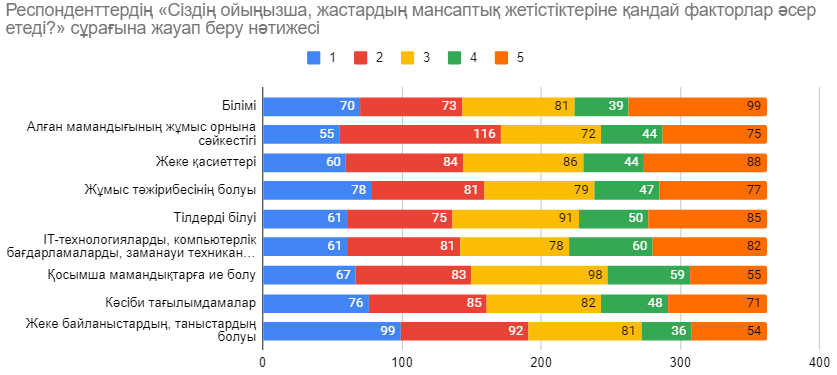 Респонденттердің «Сіздің ойыңызша, жастардың мансаптық жетістіктеріне қандай факторлар әсер
етеді?» сұрағына жауап беру нәтижесі
1 2 3 4 5
Білімі 70 73 81 39 99
Алған мамандығының жұмыс орнына
сәйкестігі 55 116 72 44 75
Жеке қасиеттері 60 84 86 44 88
Жұмыс тәжірибесінің болуы 78 81 79 47 77
Тілдерді білуі 61 75 91 50 85
IT-технологияларды, компьютерлік
бағдарламаларды, заманауи техникан… 61 81 78 60 82
Қосымша мамандықтарға ие болу 67 83 98 59 55
Кәсіби тағылымдамалар 76 85 82 48 71
Жеке байланыстардың, таныстардың
болуы 99 92 81 36 54
0 100 200 300 400